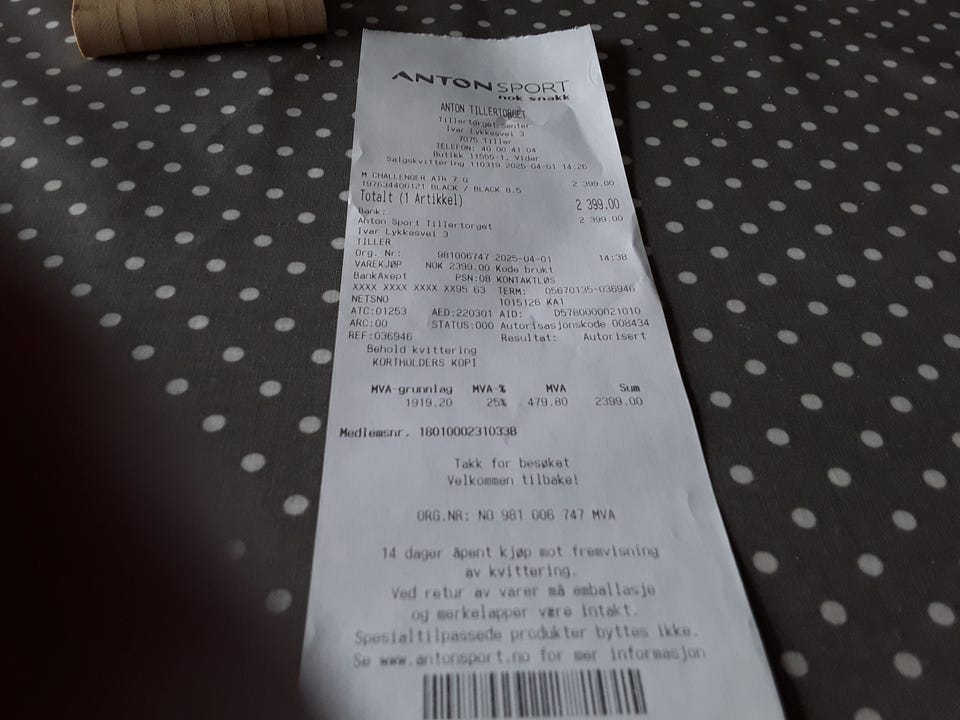 ANTON SPORT
nok snakk
ANTON TILLERTORGET
Tillertorget senter
Ivar Lykkesvei 3
7075 Tiller
TELEFON: 40 00 41 04
Butikk 11555-1, Vidar
Salgskvittering 110319 2025-04-01 14:26
M CHALLENGER ATR 7 G
197634406121 BLACK / BLACK 8.5 2 399.00
Totalt (1 Artikkel) 2 399.00
Bank: 2 399.00
Anton Sport Tillertorget
Ivar Lykkesvei 3
TILLER
Org. Nr: 981006747 2025-04-01 14:38
VAREKJØP NOK 2399.00 Kode brukt
BankAxept PSN:08 KONTAKTLØS
XXXX XXXX XXXX XX95 63 TERM: 05670135-036946
NETSNO 1015126 KA1
ATC:01253 AED:220301 AID: D5780000021010
ARC:00 STATUS:000 Autorisasjonskode 008434
REF:036946 Resultat: Autorisert
Behold kvittering
KORTHOLDERS KOPI
MVA-grunnlag MVA-% MVA Sum
1919.20 25% 479.80 2399.00
Medlemsnr. 18010002310338
Takk for besøket
Velkommen tilbake!
ORG.NR: NO 981 006 747 MVA
14 dager åpent kjøp mot fremvisning
av kvittering.
Ved retur av varer må emballasje
og merkelapper være intakt.
Spesialtilpassede produkter byttes ikke.
Se www.antonsport.no for mer informasjon